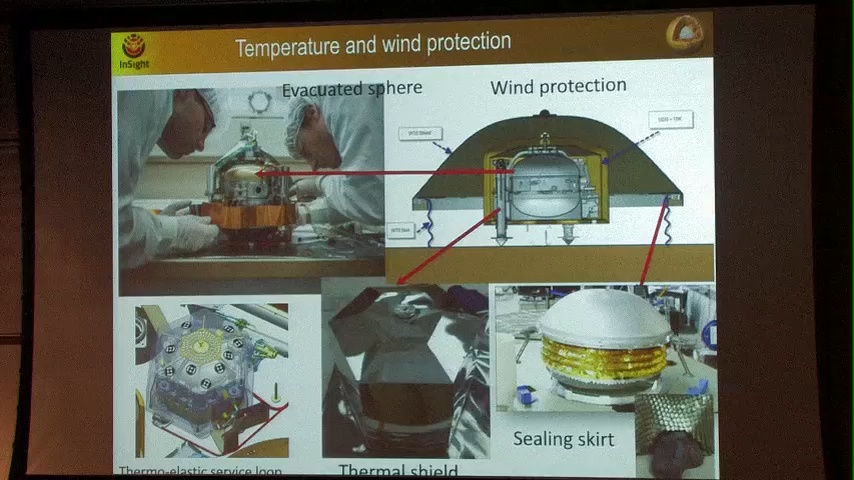 InSight
Temperature and wind protection
Evacuated sphere
Wind protection
Sealing skirt
Thermo-elastic service loop
Thermal shield